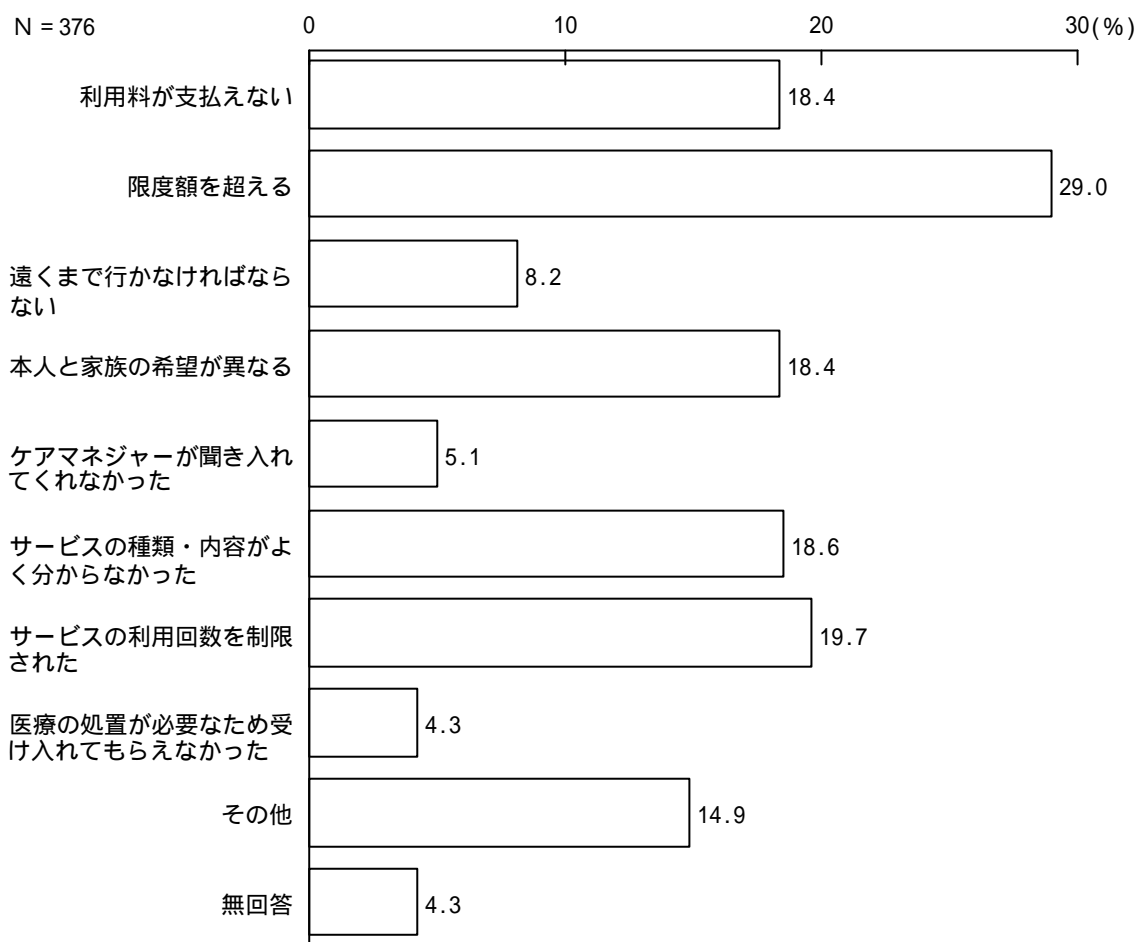 N = 376
0 10 20 30(%)
利用料が支払えない 18.4
限度額を超える 29.0
遠くまで行かなければなら
ない
8.2
本人と家族の希望が異なる 18.4
ケアマネジャーが聞き入れ
てくれなかった
5.1
サービスの種類・内容がよ
く分からなかった
18.6
サービスの利用回数を制限
された
19.7
医療の処置が必要なため受
け入れてもらえなかった
4.3
その他 14.9
無回答 4.3